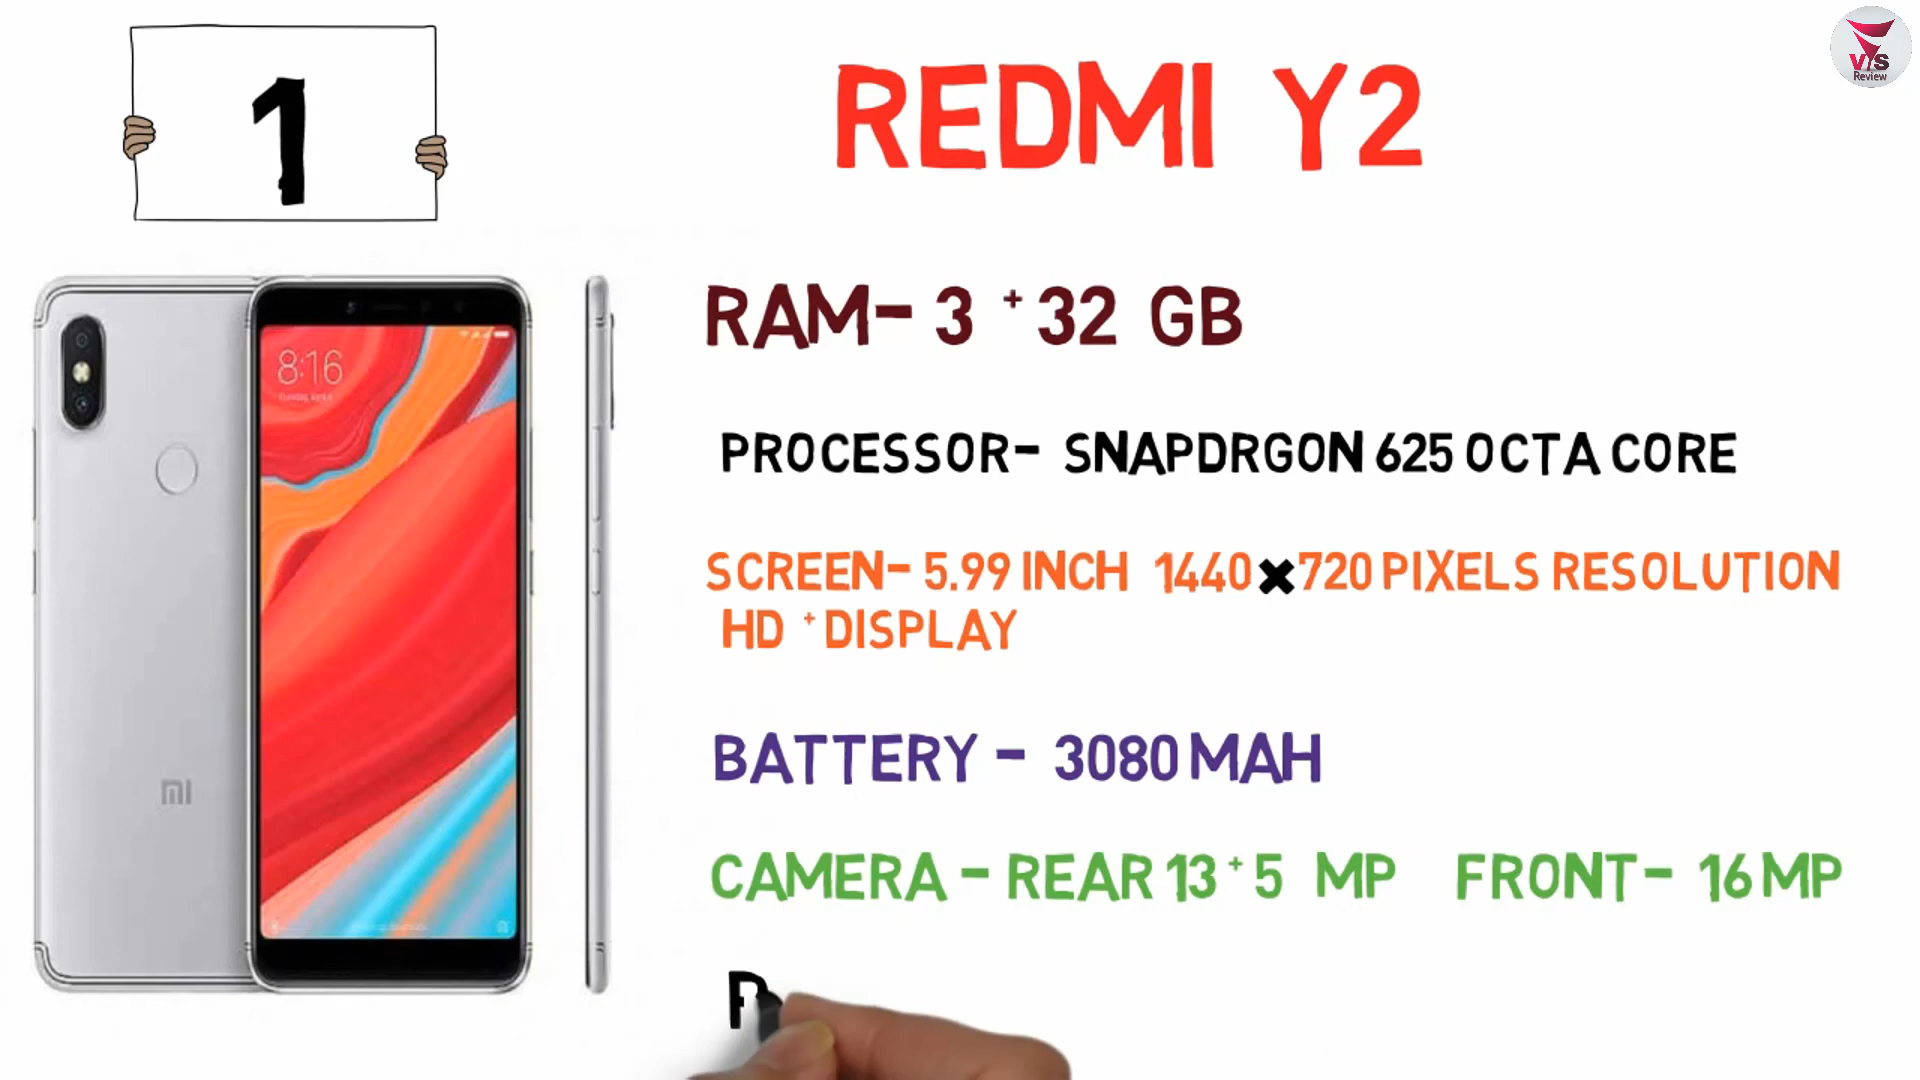 1
REDMI Y2
VS
Review
RAM- 3 + 32 GB
8:16
PROCESSOR- SNAPDRGON 625 OCTA CORE
SCREEN- 5.99 INCH 1440✖720 PIXELS RESOLUTION
HD + DISPLAY
BATTERY - 3080 MAH
MI
CAMERA - REAR 13 + 5 MP FRONT- 16 MP